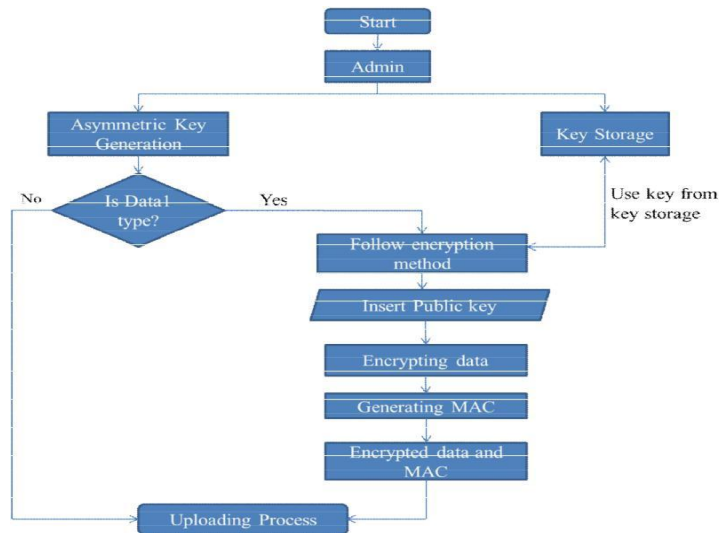 Start
Admin
Asymmetric Key
Generation
Key Storage
No
Is Data1
type?
Yes
Use key from
key storage
Follow encryption
method
Insert Public key
Encrypting data
Generating MAC
Encrypted data and
MAC
Uploading Process